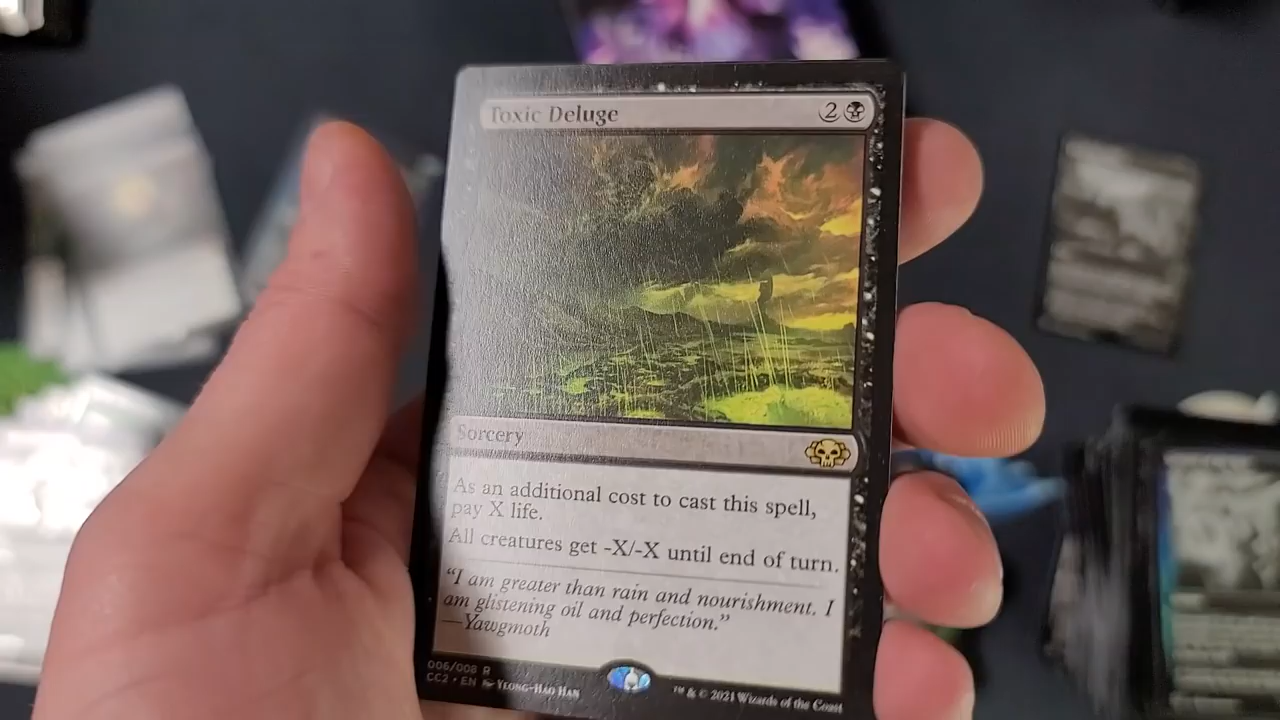 Toxic Deluge 2
Sorcery
As an additional cost to cast this spell,
pay X life.
All creatures get -X/-X until end of turn.
“I am greater than rain and nourishment. I
am glistening oil and perfection.”
—Yawgmoth
006/008 R
CC2 • EN Yeong-Hao Han
™ & © 2021 Wizards of the Coast